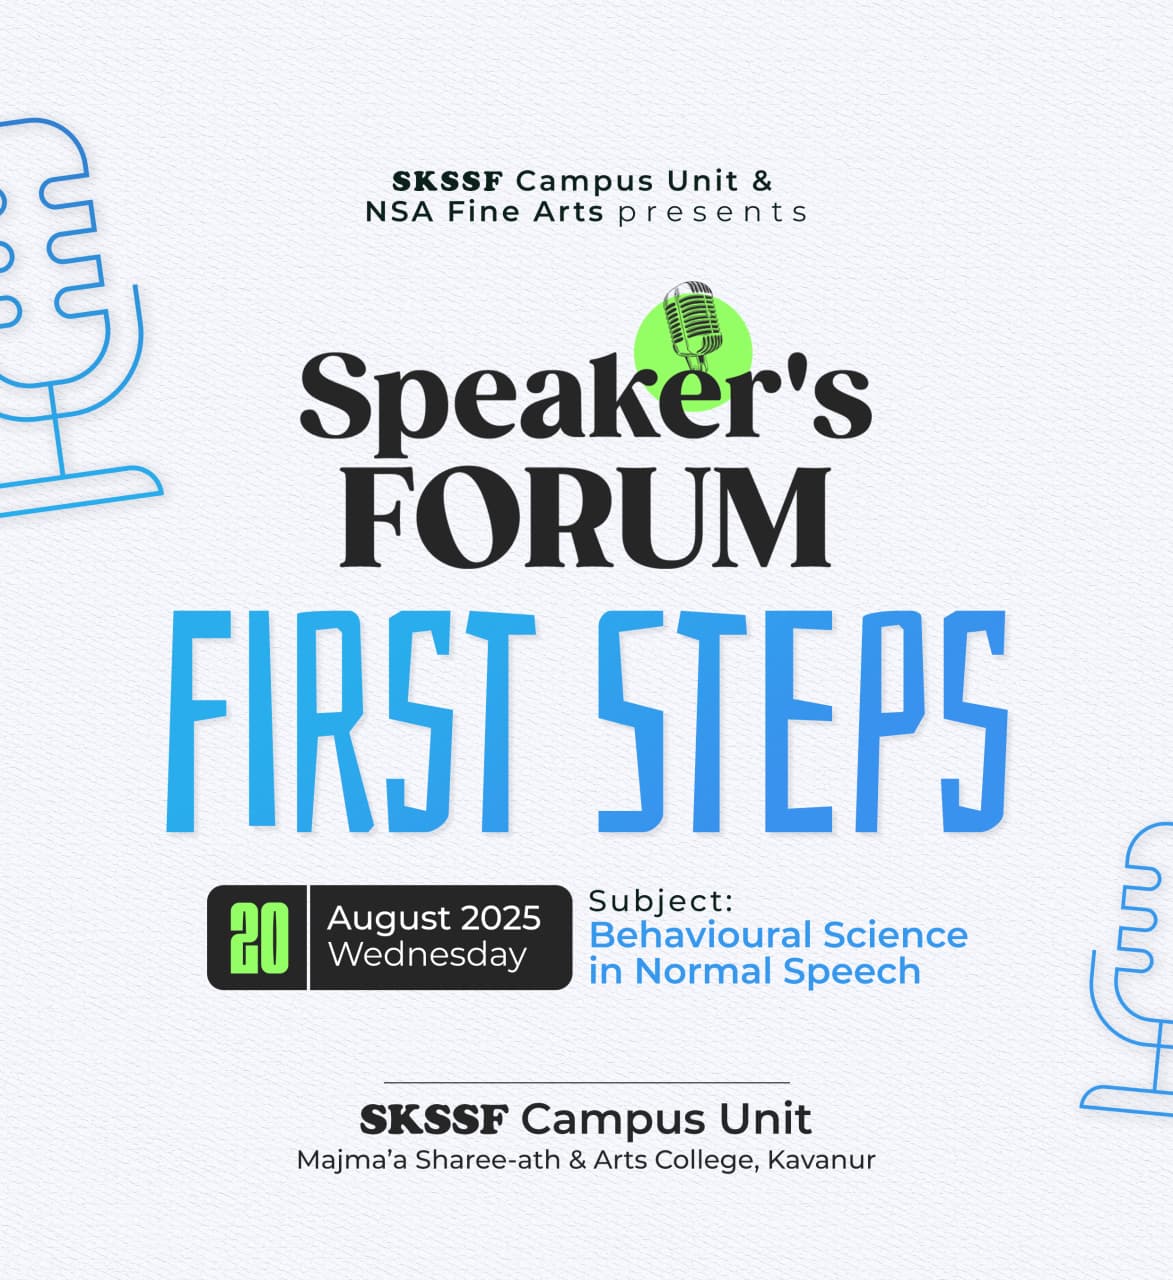 SKSSF Campus Unit &
NSA Fine Arts presents
Speaker's
FORUM
FIRST STEPS
20
August 2025
Wednesday
Subject:
Behavioural Science
in Normal Speech
SKSSF Campus Unit
Majma’a Sharee-ath & Arts College, Kavanur